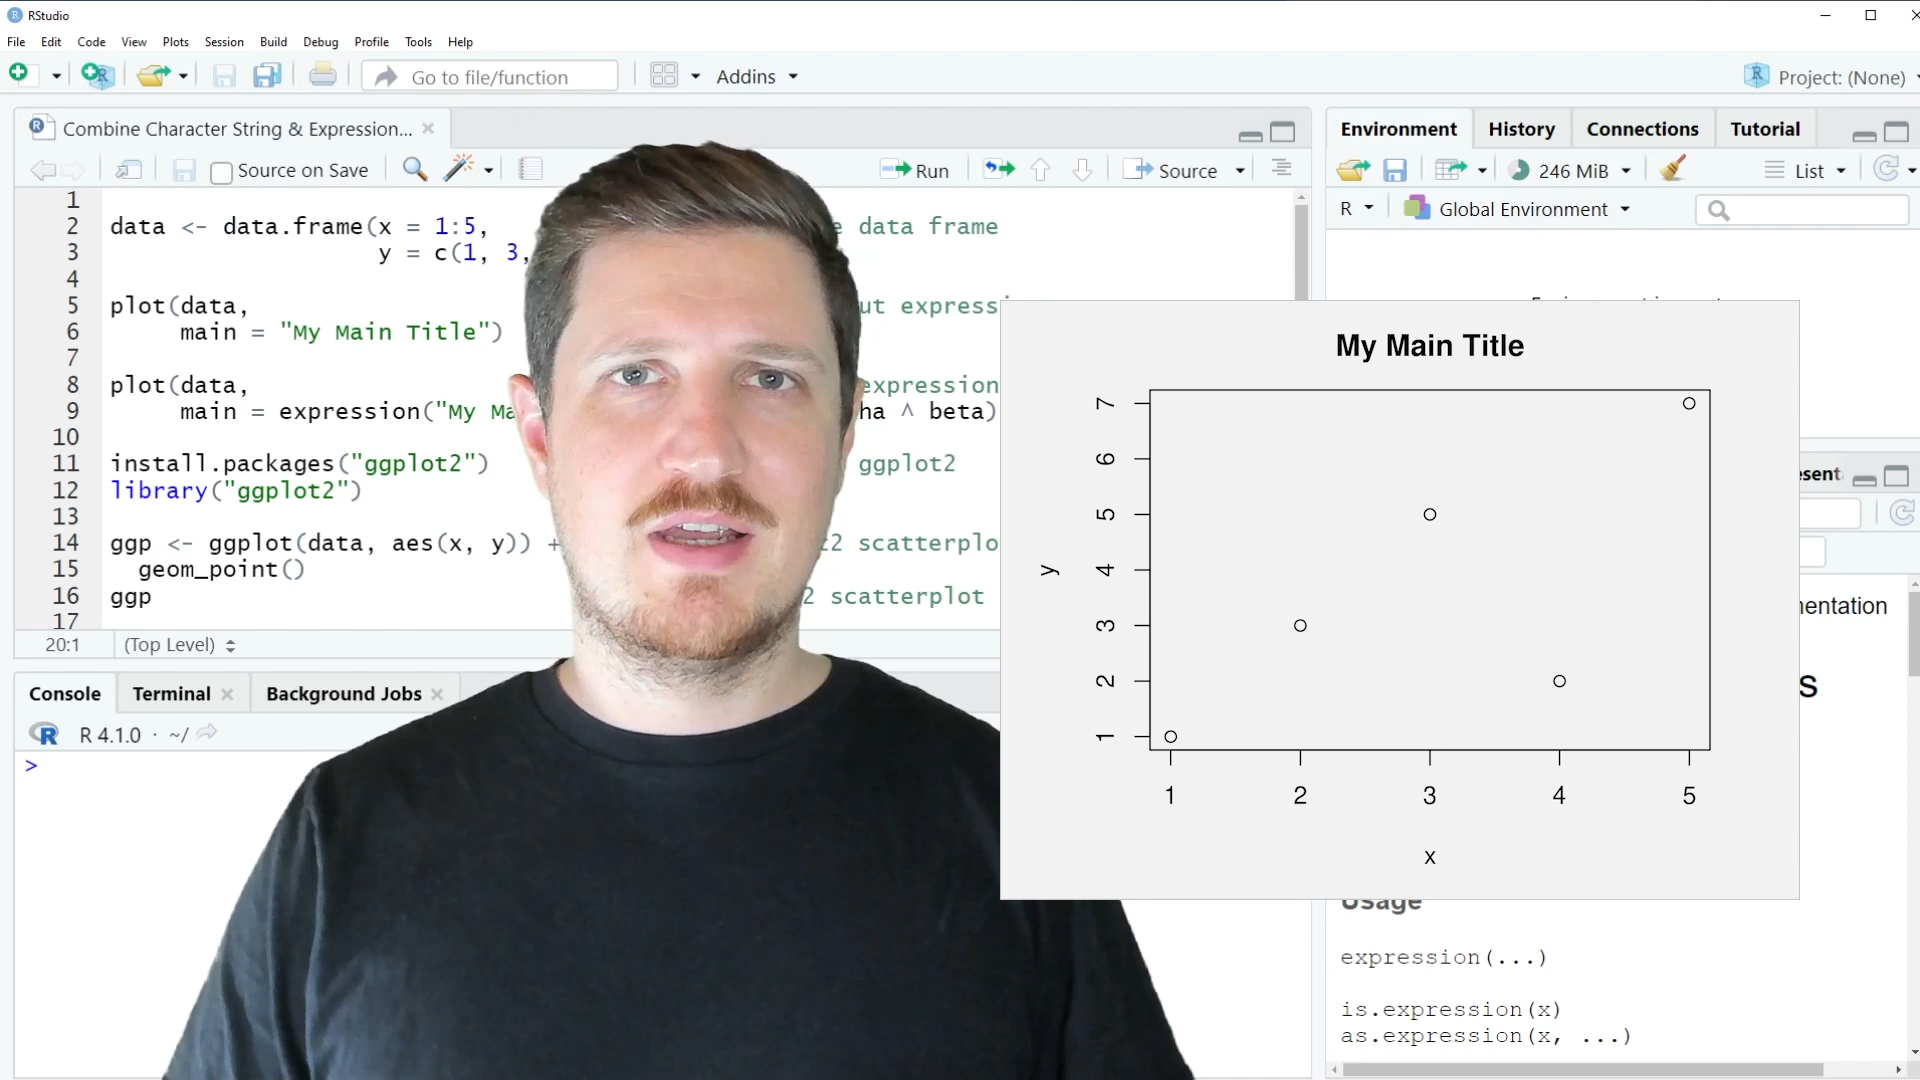 RStudio
File Edit Code View Plots Session Build Debug Profile Tools Help
Go to file/function Addins Project: (None)
Combine Character String & Expression...
Source on Save Run Source
1
2 data <- data.frame(x = 1:5, data frame
3 y = c(1, 3,
4
5 plot(data, expressi
6 main = "My Main Title")
7
8 plot(data, expression
9 main = expression("My Ma ha ^ beta)
10
11 install.packages("ggplot2") ggplot2
12 library("ggplot2")
13
14 ggp <- ggplot(data, aes(x, y)) + 2 scatterplo
15 geom_point()
16 ggp 2 scatterplot
17
20:1 (Top Level)
Console Terminal Background Jobs
R 4.1.0 · ~/
>
Environment History Connections Tutorial
246 MiB List
R Global Environment
My Main Title
7
6
5
4
3
2
1
y
1 2 3 4 5
x
esent
entation
s
Usage
expression(...)
is.expression(x)
as.expression(x, ...)